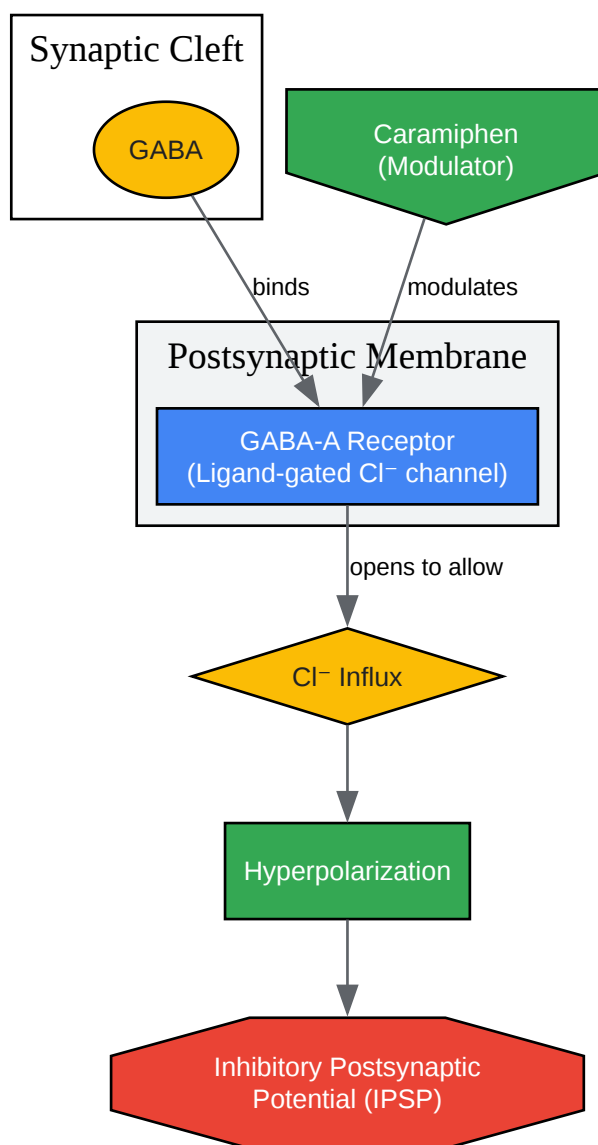 Synaptic Cleft
GABA
Caramiphen
(Modulator)
binds
modulates
Postsynaptic Membrane
GABA-A Receptor
(Ligand-gated Cl⁻ channel)
opens to allow
Cl⁻ Influx
Hyperpolarization
Inhibitory Postsynaptic
Potential (IPSP)